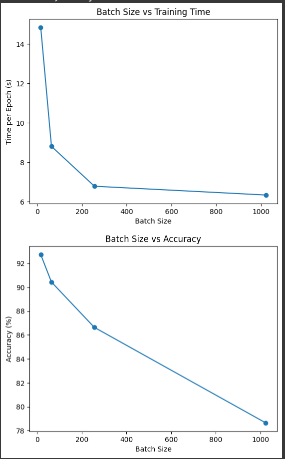 Batch Size vs Training Time
14
12
10
8
6
Time per Epoch (s)
0 200 400 600 800 1000
Batch Size
Batch Size vs Accuracy
92
90
88
86
84
82
80
78
Accuracy (%)
0 200 400 600 800 1000
Batch Size